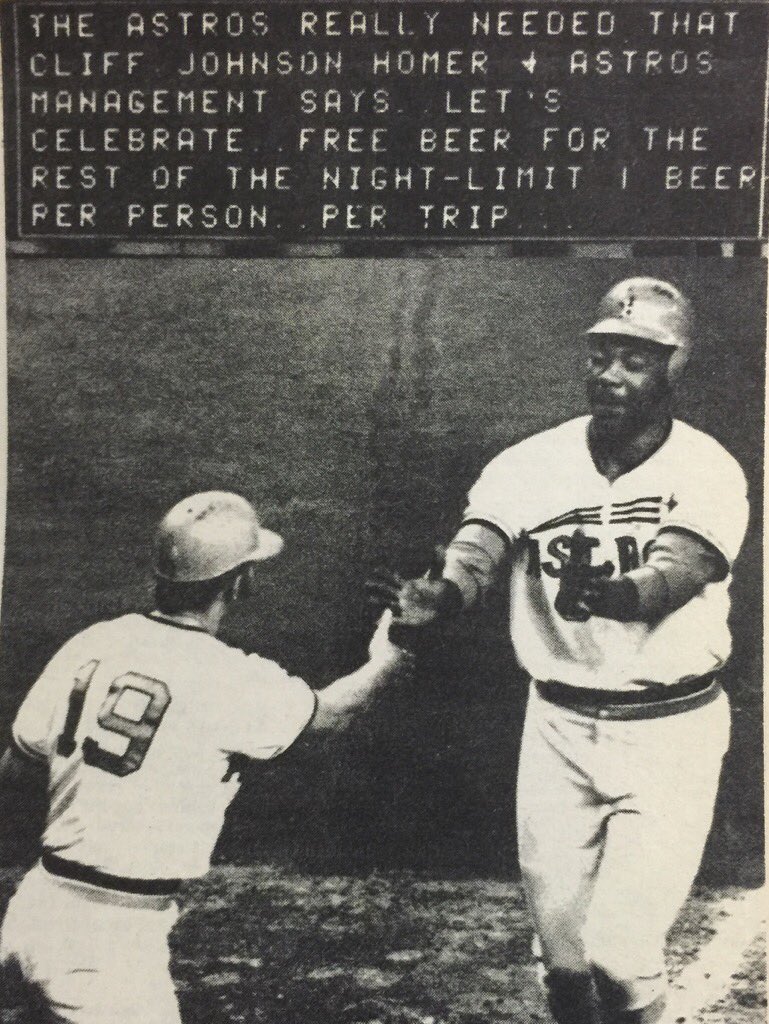 THE ASTROS REALLY NEEDED THAT
CLIFF JOHNSON HOMER & ASTROS
MANAGEMENT SAYS..LET'S
CELEBRATE..FREE BEER FOR THE
REST OF THE NIGHT-LIMIT 1 BEER
PER PERSON..PER TRIP...
19